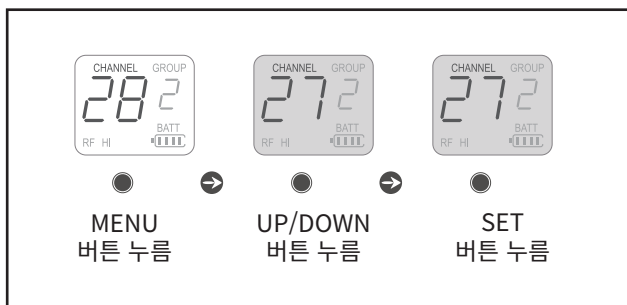 CHANNEL GROUP
28 2
BATT
RF HI
CHANNEL GROUP
27 2
BATT
RF HI
CHANNEL GROUP
27 2
BATT
RF HI
MENU
버튼 누름
UP/DOWN
버튼 누름
SET
버튼 누름